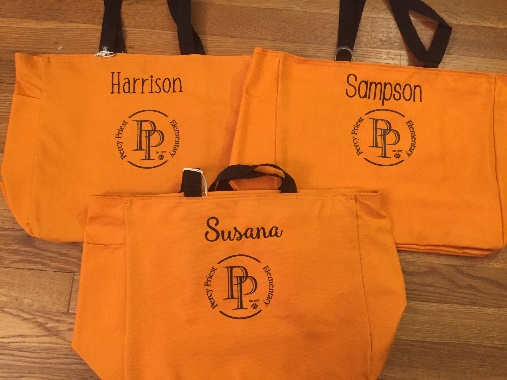 Harrison
Percy Priest
PP
Elementary
Sampson
Percy Priest
PP
Elementary
Susana
Percy Priest
PP
Elementary